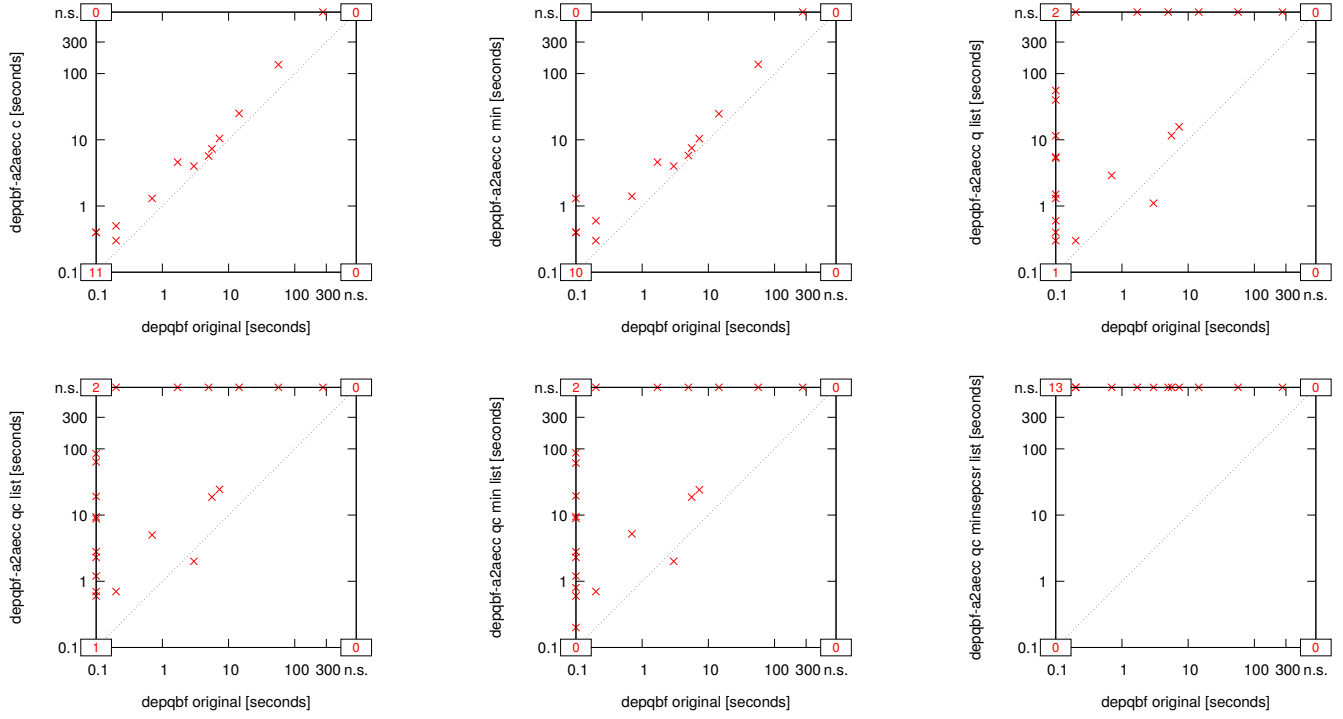 n.s. 0 0
300
100
10
1
0.1 11 0
0.1 1 10 100 300 n.s.
depqbf original [seconds]
depqbf-a2aecc c [seconds]
n.s. 0 0
300
100
10
1
0.1 10 0
0.1 1 10 100 300 n.s.
depqbf original [seconds]
depqbf-a2aecc c min [seconds]
n.s. 2 0
300
100
10
1
0.1 1 0
0.1 1 10 100 300 n.s.
depqbf original [seconds]
depqbf-a2aecc q list [seconds]
n.s. 2 0
300
100
10
1
0.1 1 0
0.1 1 10 100 300 n.s.
depqbf original [seconds]
depqbf-a2aecc qc list [seconds]
n.s. 2 0
300
100
10
1
0.1 0 0
0.1 1 10 100 300 n.s.
depqbf original [seconds]
depqbf-a2aecc qc min list [seconds]
n.s. 13 0
300
100
10
1
0.1 0 0
0.1 1 10 100 300 n.s.
depqbf original [seconds]
depqbf-a2aecc qc minsepcsr list [seconds]